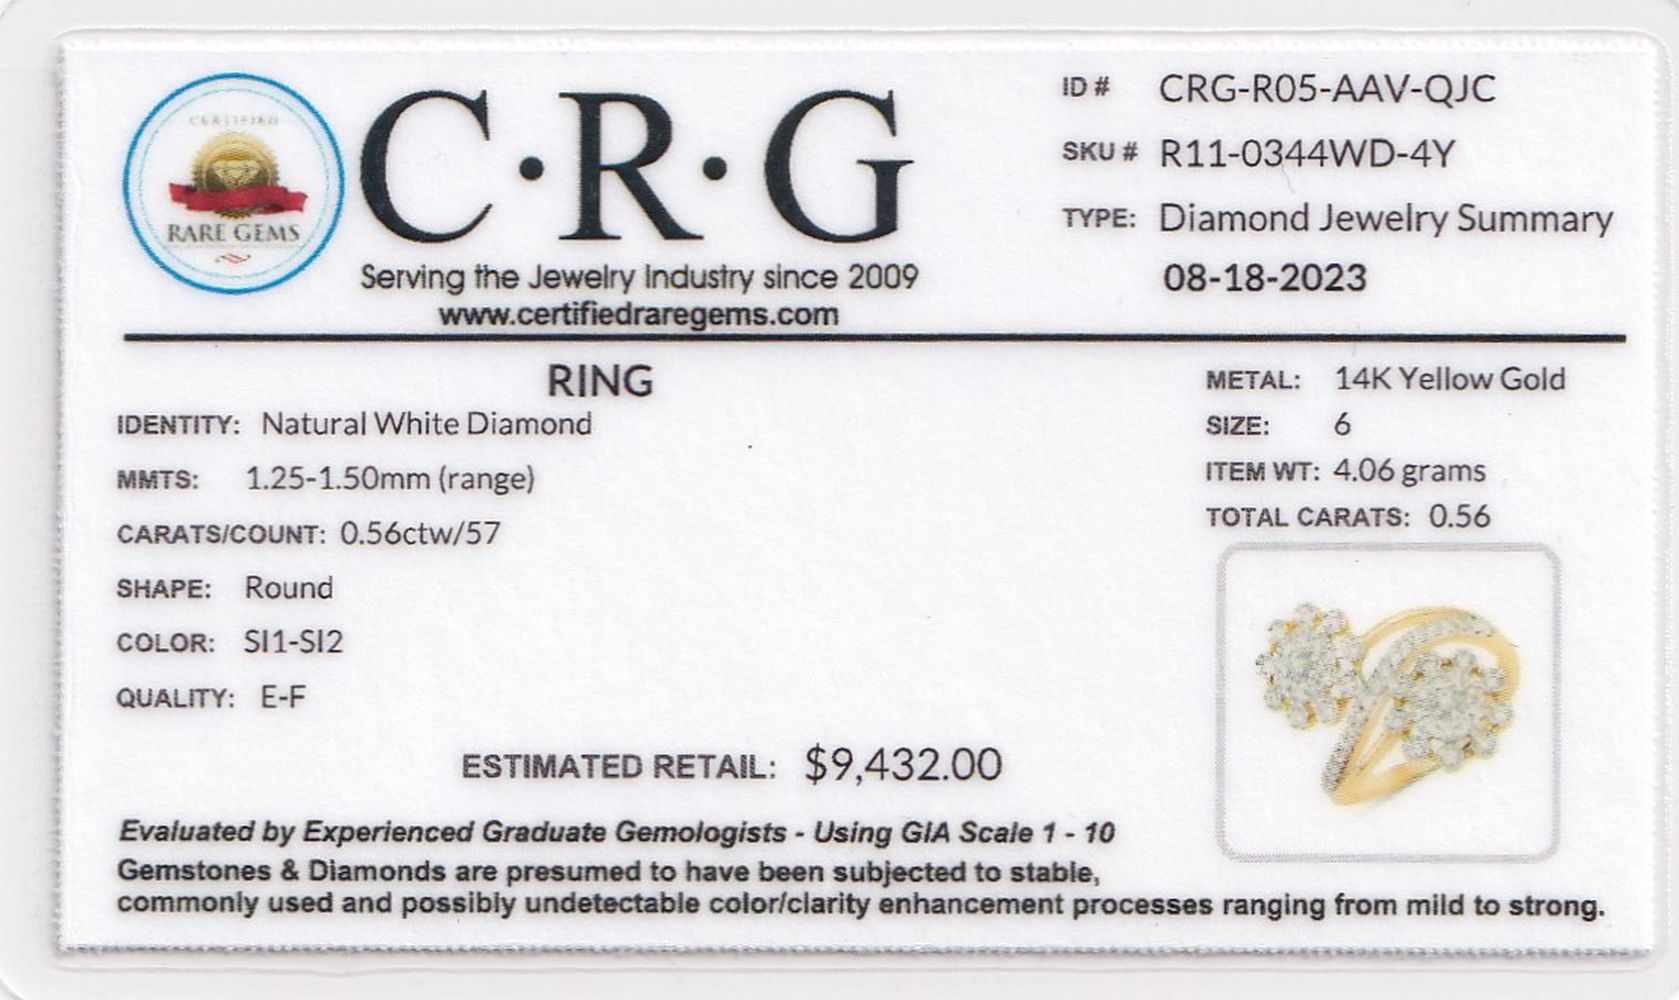 CERTIFIED
RARE GEMS
C·R·G
Serving the Jewelry Industry since 2009
www.certifiedraregems.com
ID # CRG-R05-AAV-QJC
SKU # R11-0344WD-4Y
TYPE: Diamond Jewelry Summary
08-18-2023
RING
IDENTITY: Natural White Diamond
MMTS: 1.25-1.50mm (range)
CARATS/COUNT: 0.56ctw/57
SHAPE: Round
COLOR: SI1-SI2
QUALITY: E-F
METAL: 14K Yellow Gold
SIZE: 6
ITEM WT: 4.06 grams
TOTAL CARATS: 0.56
ESTIMATED RETAIL: $9,432.00
Evaluated by Experienced Graduate Gemologists - Using GIA Scale 1 - 10
Gemstones & Diamonds are presumed to have been subjected to stable,
commonly used and possibly undetectable color/clarity enhancement processes ranging from mild to strong.